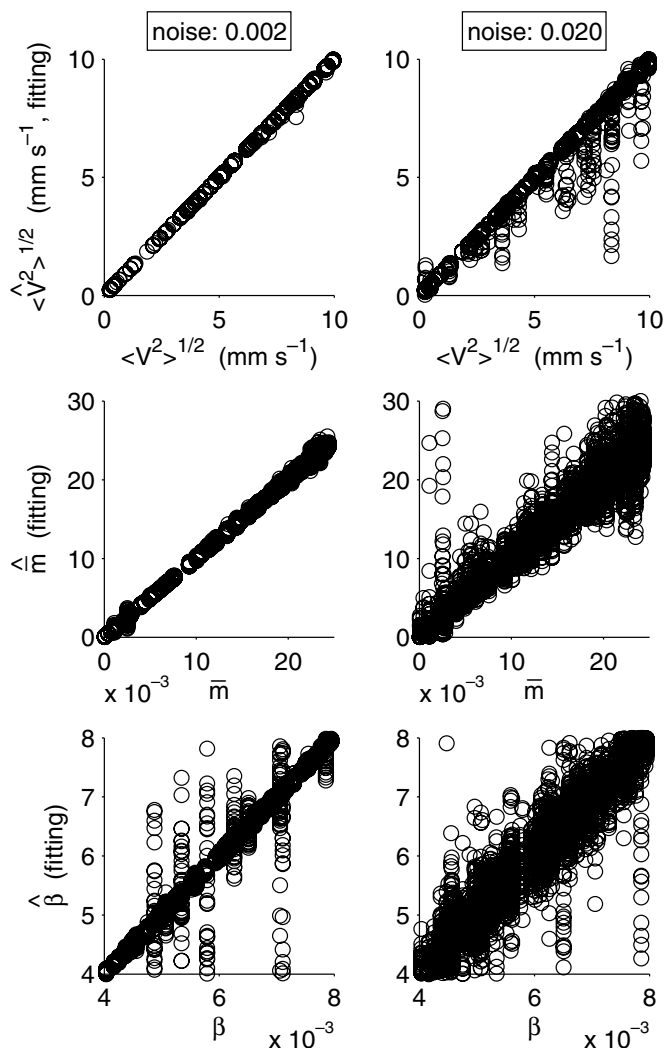 noise: 0.002
noise: 0.020
10
5
0
<V̂²>^1/2 (mm s⁻¹, fitting)
0 5 10
<V²>^1/2 (mm s⁻¹)
10
5
0
0 5 10
<V²>^1/2 (mm s⁻¹)
30
20
10
0
m̂̅ (fitting)
0 10 20
x 10⁻³ m̅
30
20
10
0
0 10 20
x 10⁻³ m̅
8
7
6
5
4
β̂ (fitting)
4 6 8
β x 10⁻³
8
7
6
5
4
4 6 8
β x 10⁻³